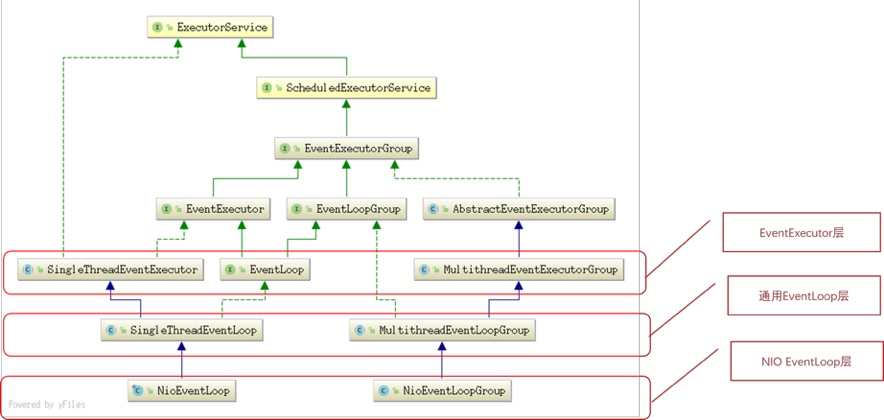 ExecutorService
ScheduledExecutorService
EventExecutorGroup
EventExecutor
EventLoopGroup
AbstractEventExecutorGroup
EventExecutor层
SingleThreadEventExecutor
EventLoop
MultithreadEventExecutorGroup
通用EventLoop层
SingleThreadEventLoop
MultithreadEventLoopGroup
NIO EventLoop层
NioEventLoop
NioEventLoopGroup
Powered by yFiles